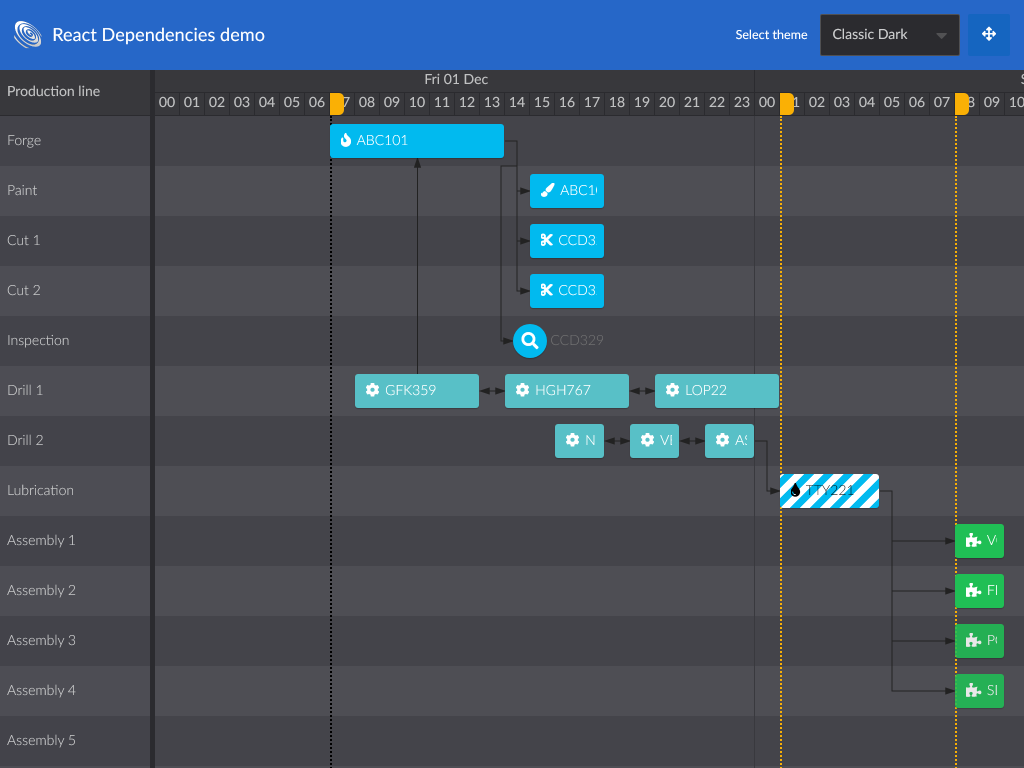 React Dependencies demo
Select theme
Classic Dark
Production line
Fri 01 Dec
S
00 01 02 03 04 05 06 7 08 09 10 11 12 13 14 15 16 17 18 19 20 21 22 23 00 1 02 03 04 05 06 07 8 09 10
Forge
ABC101
Paint
ABC1
Cut 1
CCD3
Cut 2
CCD3
Inspection
CCD329
Drill 1
GFK359
HGH767
LOP22
Drill 2
N
VI
AS
Lubrication
TTY221
Assembly 1
V
Assembly 2
FI
Assembly 3
P
Assembly 4
SI
Assembly 5